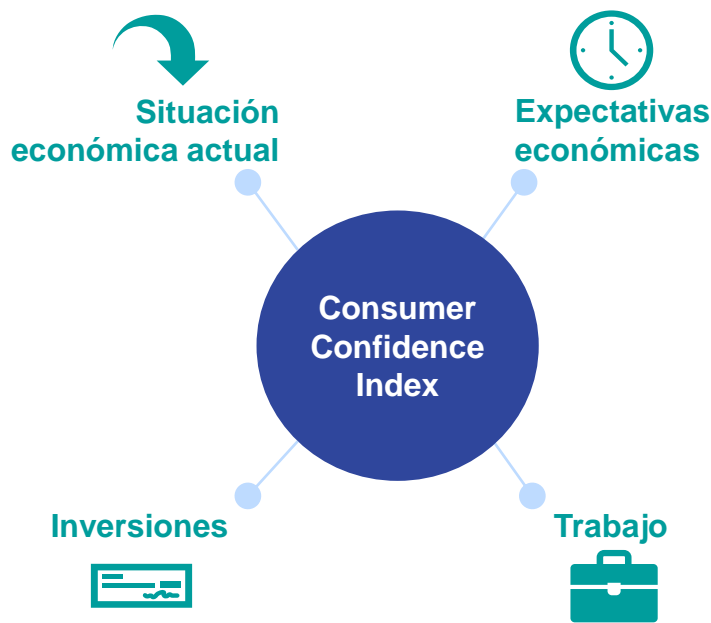 Situación
económica actual
Expectativas
económicas
Consumer
Confidence
Index
Inversiones
Trabajo